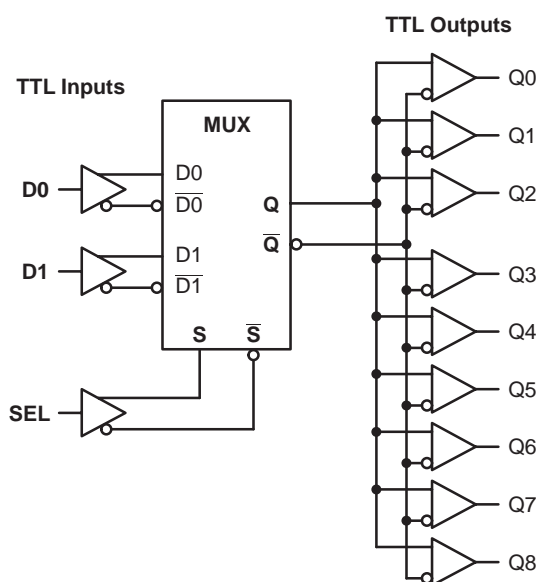 TTL Outputs
TTL Inputs
MUX
D0
D0
D0
D1
D1
D1
Q
Q
S
S
SEL
Q0
Q1
Q2
Q3
Q4
Q5
Q6
Q7
Q8